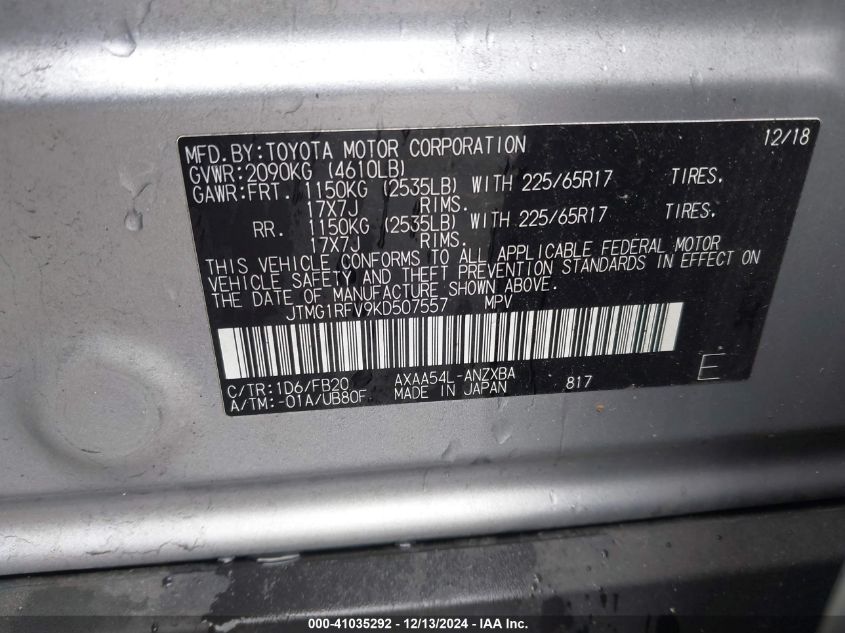 MFD.BY:TOYOTA MOTOR CORPORATION 12/18
GVWR:2090KG (4610LB)
GAWR:FRT. 1150KG (2535LB) WITH 225/65R17 TIRES.
17X7J RIMS.
RR. 1150KG (2535LB) WITH 225/65R17 TIRES.
17X7J RIMS.
THIS VEHICLE CONFORMS TO ALL APPLICABLE FEDERAL MOTOR
VEHICLE SAFETY AND THEFT PREVENTION STANDARDS IN EFFECT ON
THE DATE OF MANUFACTURE SHOWN ABOVE.
JTMG1RFV9KD507557 MPV
C/TR:1D6/FB20 AXAA54L-ANZXBA 817 E
A/TM:-01A/UB80F MADE IN JAPAN
000-41035292 - 12/13/2024 - IAA Inc.